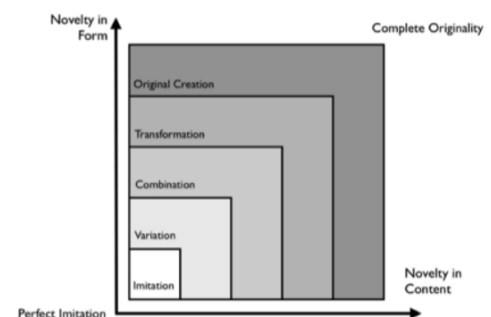 Novelty in
Form
Complete Originality
Original Creation
Transformation
Combination
Variation
Imitation
Novelty in
Content
Perfect Imitation